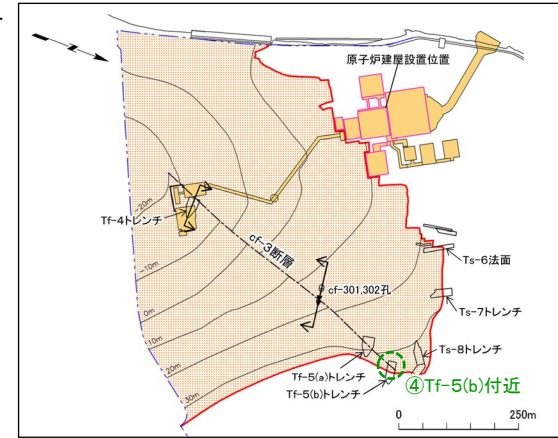 原子炉建屋設置位置
-20m
Tf-4トレンチ
-10m
cf-3断層
Ts-6法面
cf-301,302孔
0m
Ts-7トレンチ
10m
Ts-8トレンチ
20m
Tf-5(a)トレンチ
④Tf-5(b)付近
30m
Tf-5(b)トレンチ
0 250m